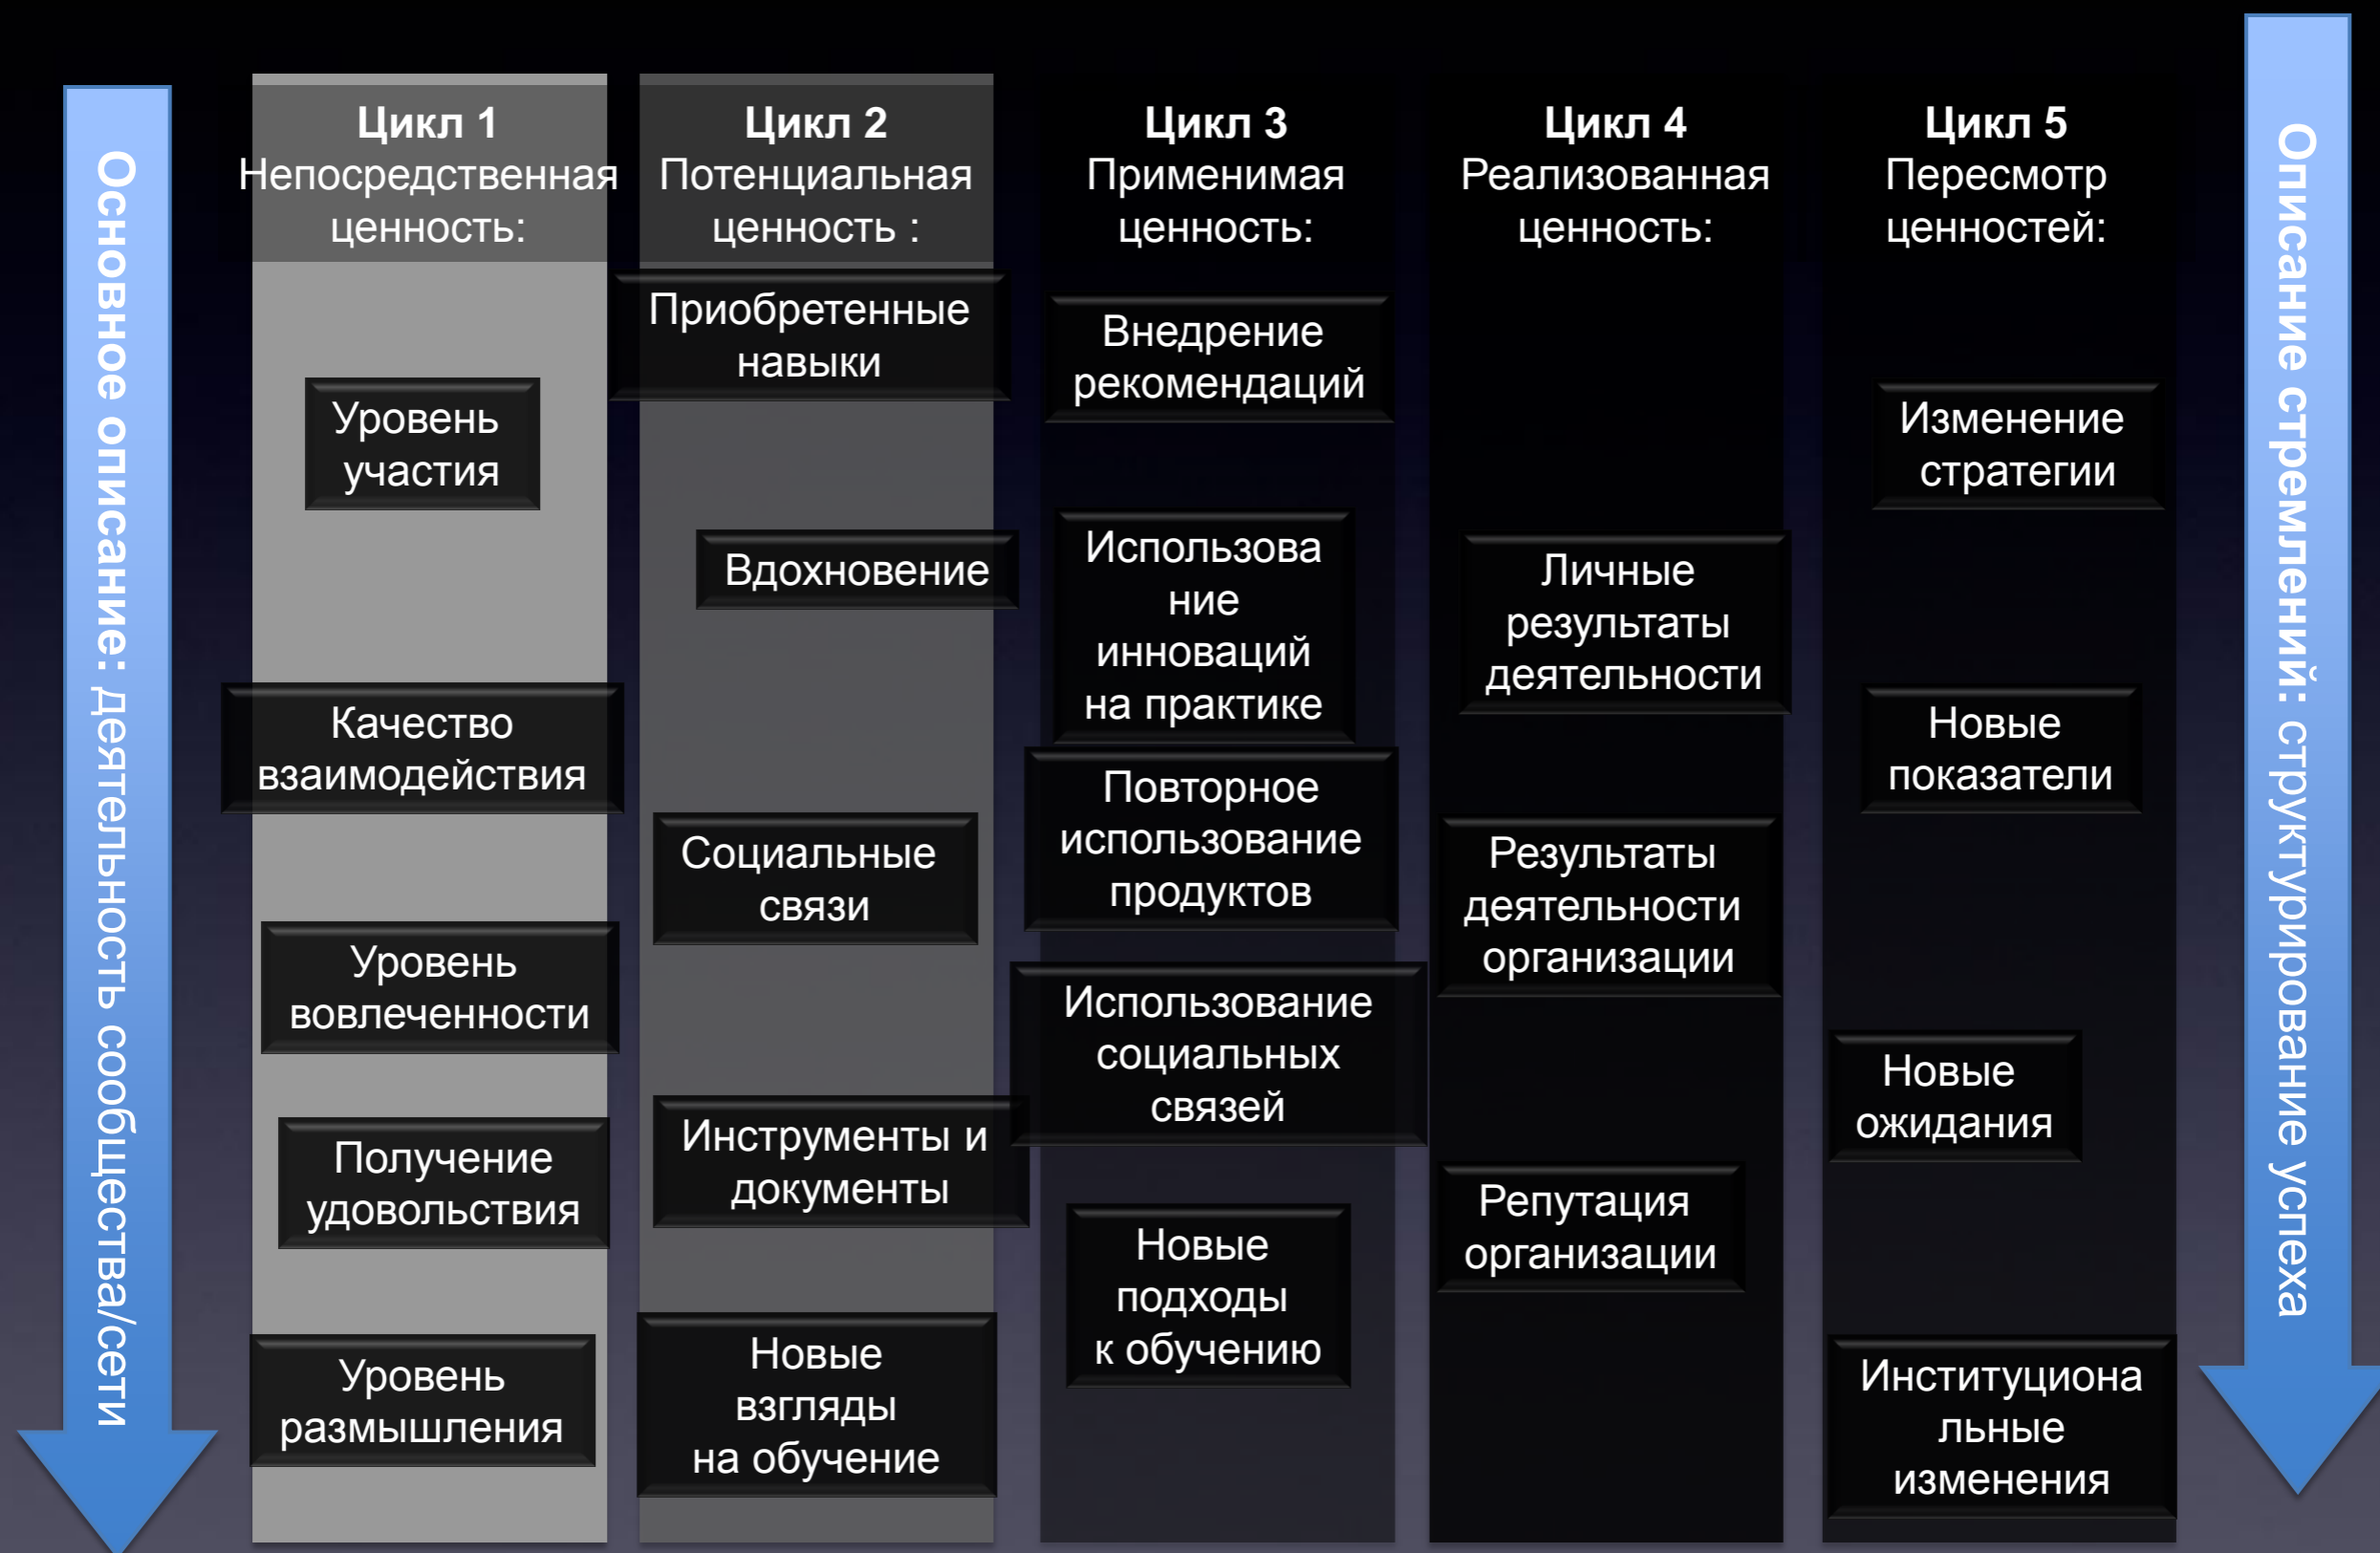 Основное описание: деятельность сообщества/сети
Цикл 1
Непосредственная
ценность:
Уровень
участия
Качество
взаимодействия
Уровень
вовлеченности
Получение
удовольствия
Уровень
размышления
Цикл 2
Потенциальная
ценность :
Приобретенные
навыки
Вдохновение
Социальные
связи
Инструменты и
документы
Новые
взгляды
на обучение
Цикл 3
Применимая
ценность:
Внедрение
рекомендаций
Использова
ние
инноваций
на практике
Повторное
использование
продуктов
Использование
социальных
связей
Новые
подходы
к обучению
Цикл 4
Реализованная
ценность:
Личные
результаты
деятельности
Результаты
деятельности
организации
Репутация
организации
Цикл 5
Пересмотр
ценностей:
Изменение
стратегии
Новые
показатели
Новые
ожидания
Институциона
льные
изменения
Описание стремлений: структурирование успеха